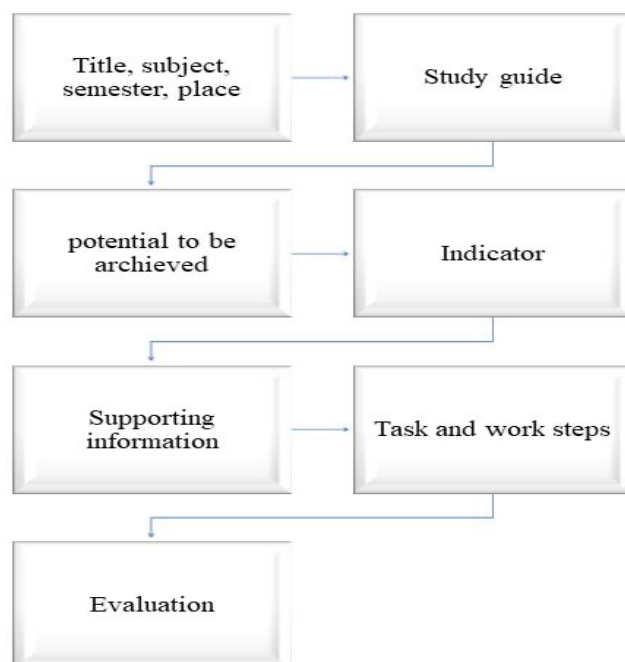 Title, subject,
semester, place
Study guide
potential to be
archieved
Indicator
Supporting
information
Task and work steps
Evaluation